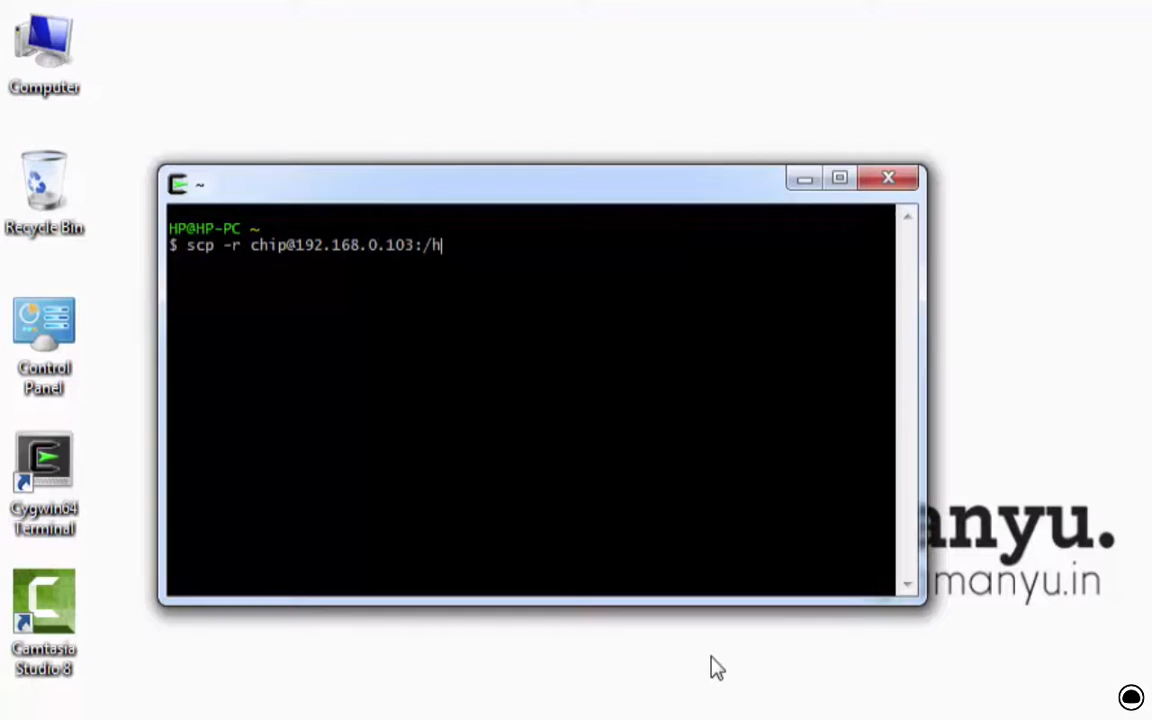 Computer
Recycle Bin
Control
Panel
Cygwin64
Terminal
Camtasia
Studio 8
~
HP@HP-PC ~
$ scp -r chip@192.168.0.103:/h
anyu.
manyu.in